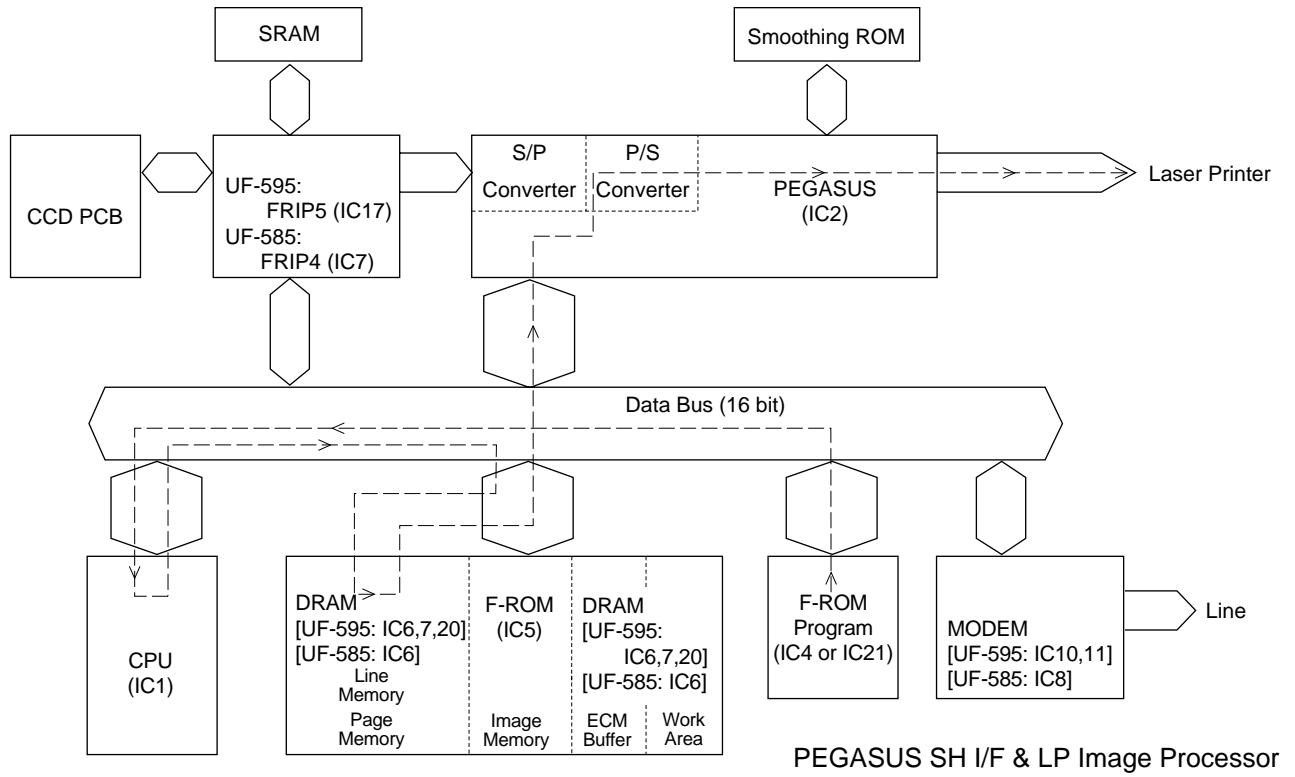 SRAM
Smoothing ROM
CCD PCB
UF-595:
FRIP5 (IC17)
UF-585:
FRIP4 (IC7)
S/P
Converter
P/S
Converter
PEGASUS
(IC2)
Laser Printer
Data Bus (16 bit)
CPU
(IC1)
DRAM
[UF-595: IC6,7,20]
[UF-585: IC6]
Line
Memory
Page
Memory
F-ROM
(IC5)
Image
Memory
DRAM
[UF-595:
IC6,7,20]
[UF-585: IC6]
ECM
Buffer
Work
Area
F-ROM
Program
(IC4 or IC21)
MODEM
[UF-595: IC10,11]
[UF-585: IC8]
Line
PEGASUS SH I/F & LP Image Processor